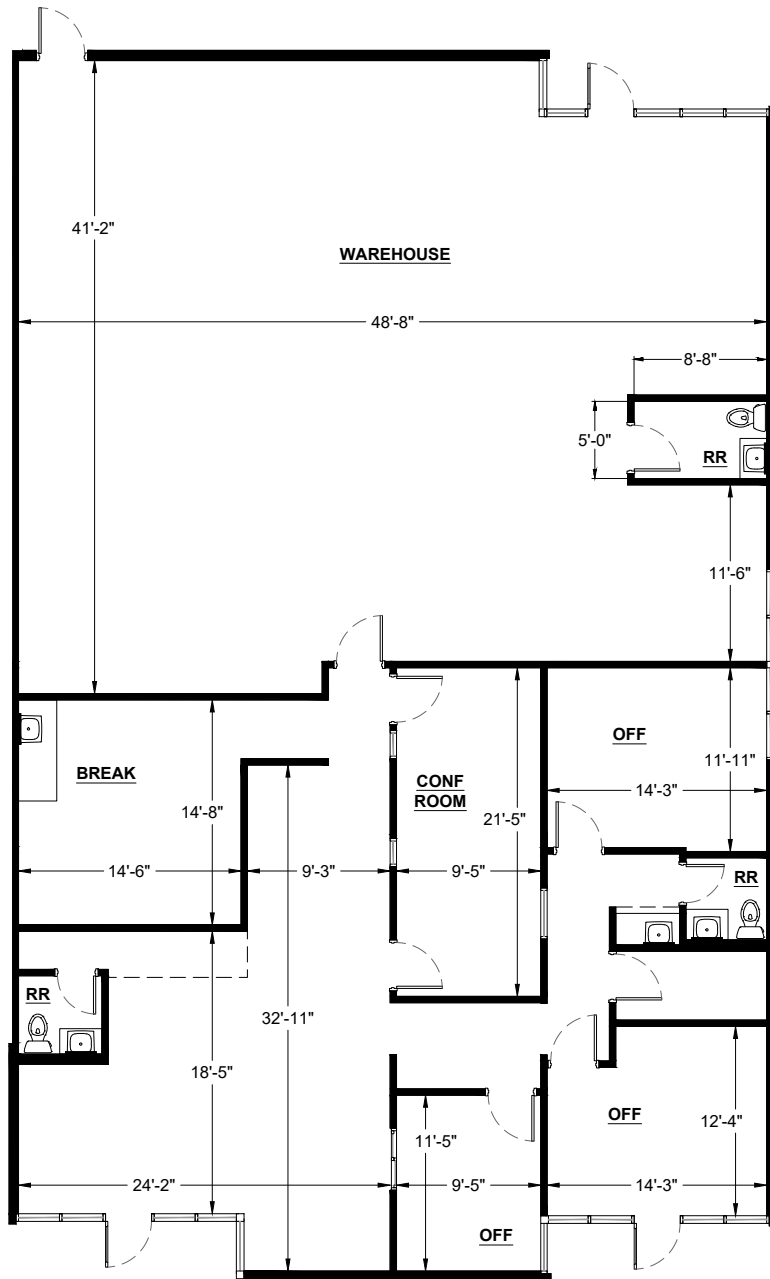 41'-2"
WAREHOUSE
48'-8"
8'-8"
5'-0"
RR
11'-6"
OFF
BREAK
CONF
ROOM
11'-11"
14'-3"
14'-8"
21'-5"
14'-6"
9'-3"
9'-5"
RR
RR
32'-11"
18'-5"
OFF
12'-4"
11'-5"
24'-2"
9'-5"
14'-3"
OFF